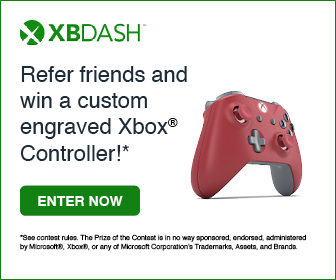 XBDASH™
Refer friends and
win a custom
engraved Xbox®
Controller!*
ENTER NOW
*See contest rules. The Prize of the Contest is in no way sponsored, endorsed, administered
by Microsoft®, Xbox®, or any of Microsoft Corporation's Trademarks, Assets, and Brands.